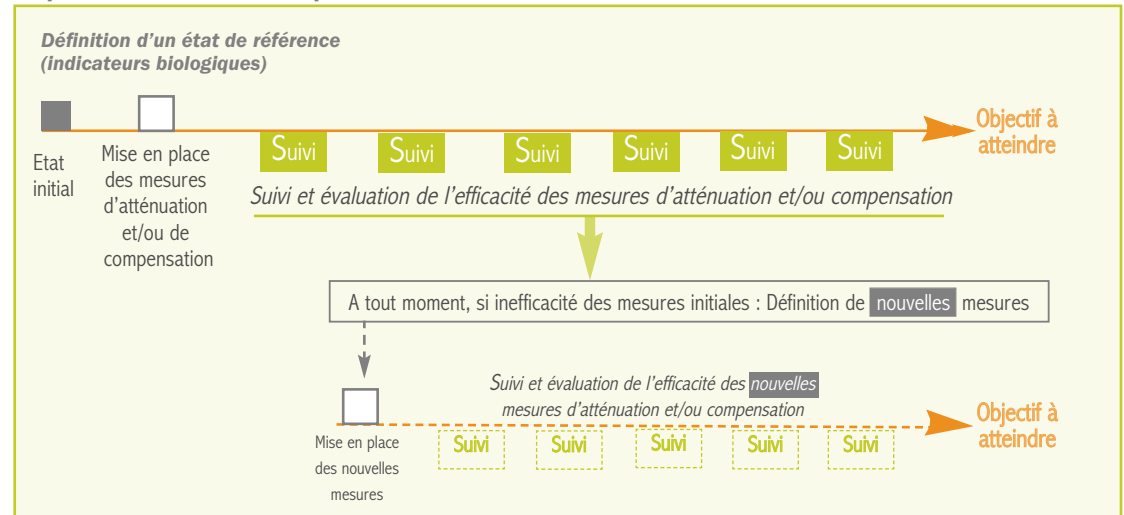 Définition d'un état de référence
(indicateurs biologiques)
Objectif à
atteindre
Suivi Suivi Suivi Suivi Suivi Suivi
Etat
initial
Mise en place
des mesures
d'atténuation
et/ou de
compensation
Suivi et évaluation de l'efficacité des mesures d'atténuation et/ou compensation
A tout moment, si inefficacité des mesures initiales : Définition de nouvelles mesures
Suivi et évaluation de l'efficacité des nouvelles
mesures d'atténuation et/ou compensation
Objectif à
atteindre
Mise en place
des nouvelles
mesures
Suivi Suivi Suivi Suivi Suivi